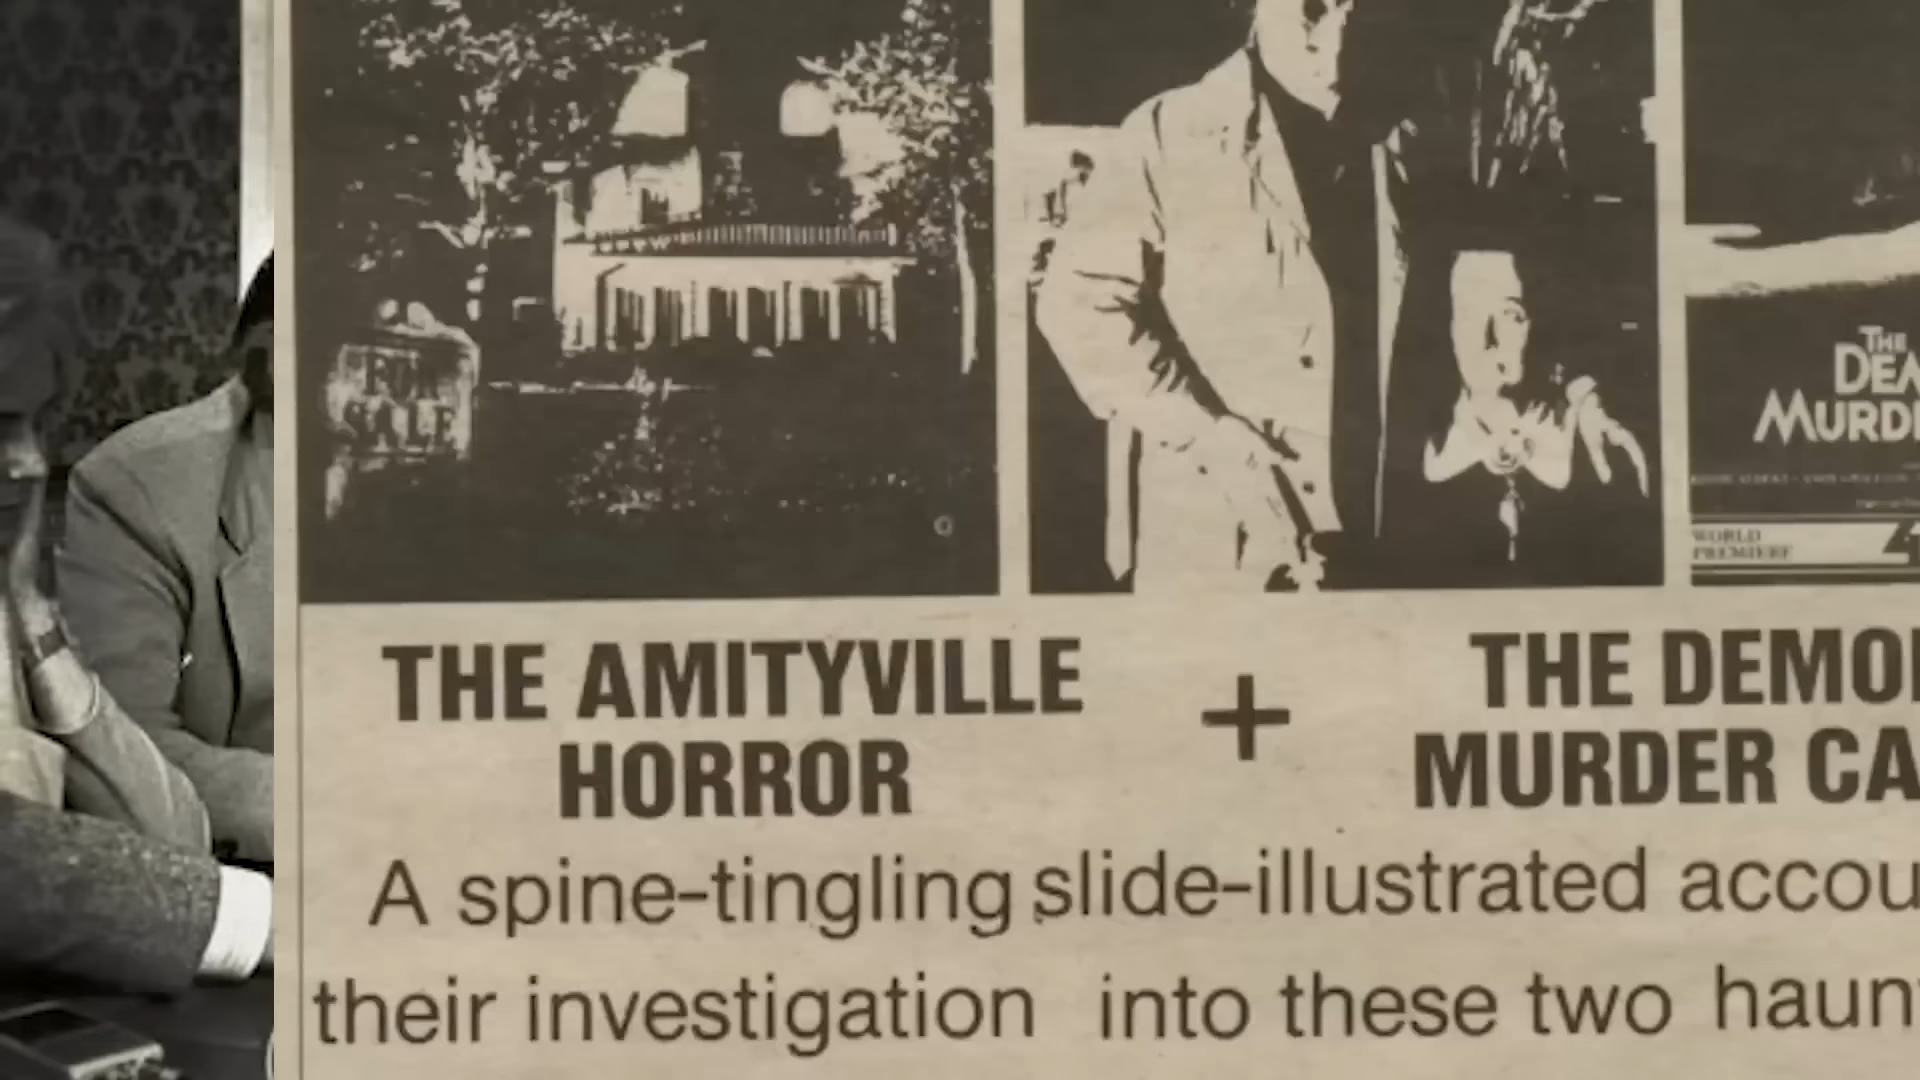 FOR
SALE
THE
DEA
MURD
WORLD
PREMIERE
4
THE AMITYVILLE
HORROR
+
THE DEMO
MURDER CA
A spine-tingling slide-illustrated accou
their investigation into these two haun